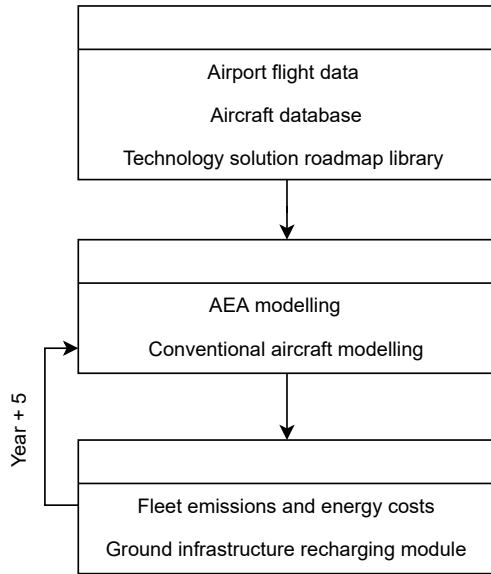 Airport flight data
Aircraft database
Technology solution roadmap library
AEA modelling
Conventional aircraft modelling
Year + 5
Fleet emissions and energy costs
Ground infrastructure recharging module